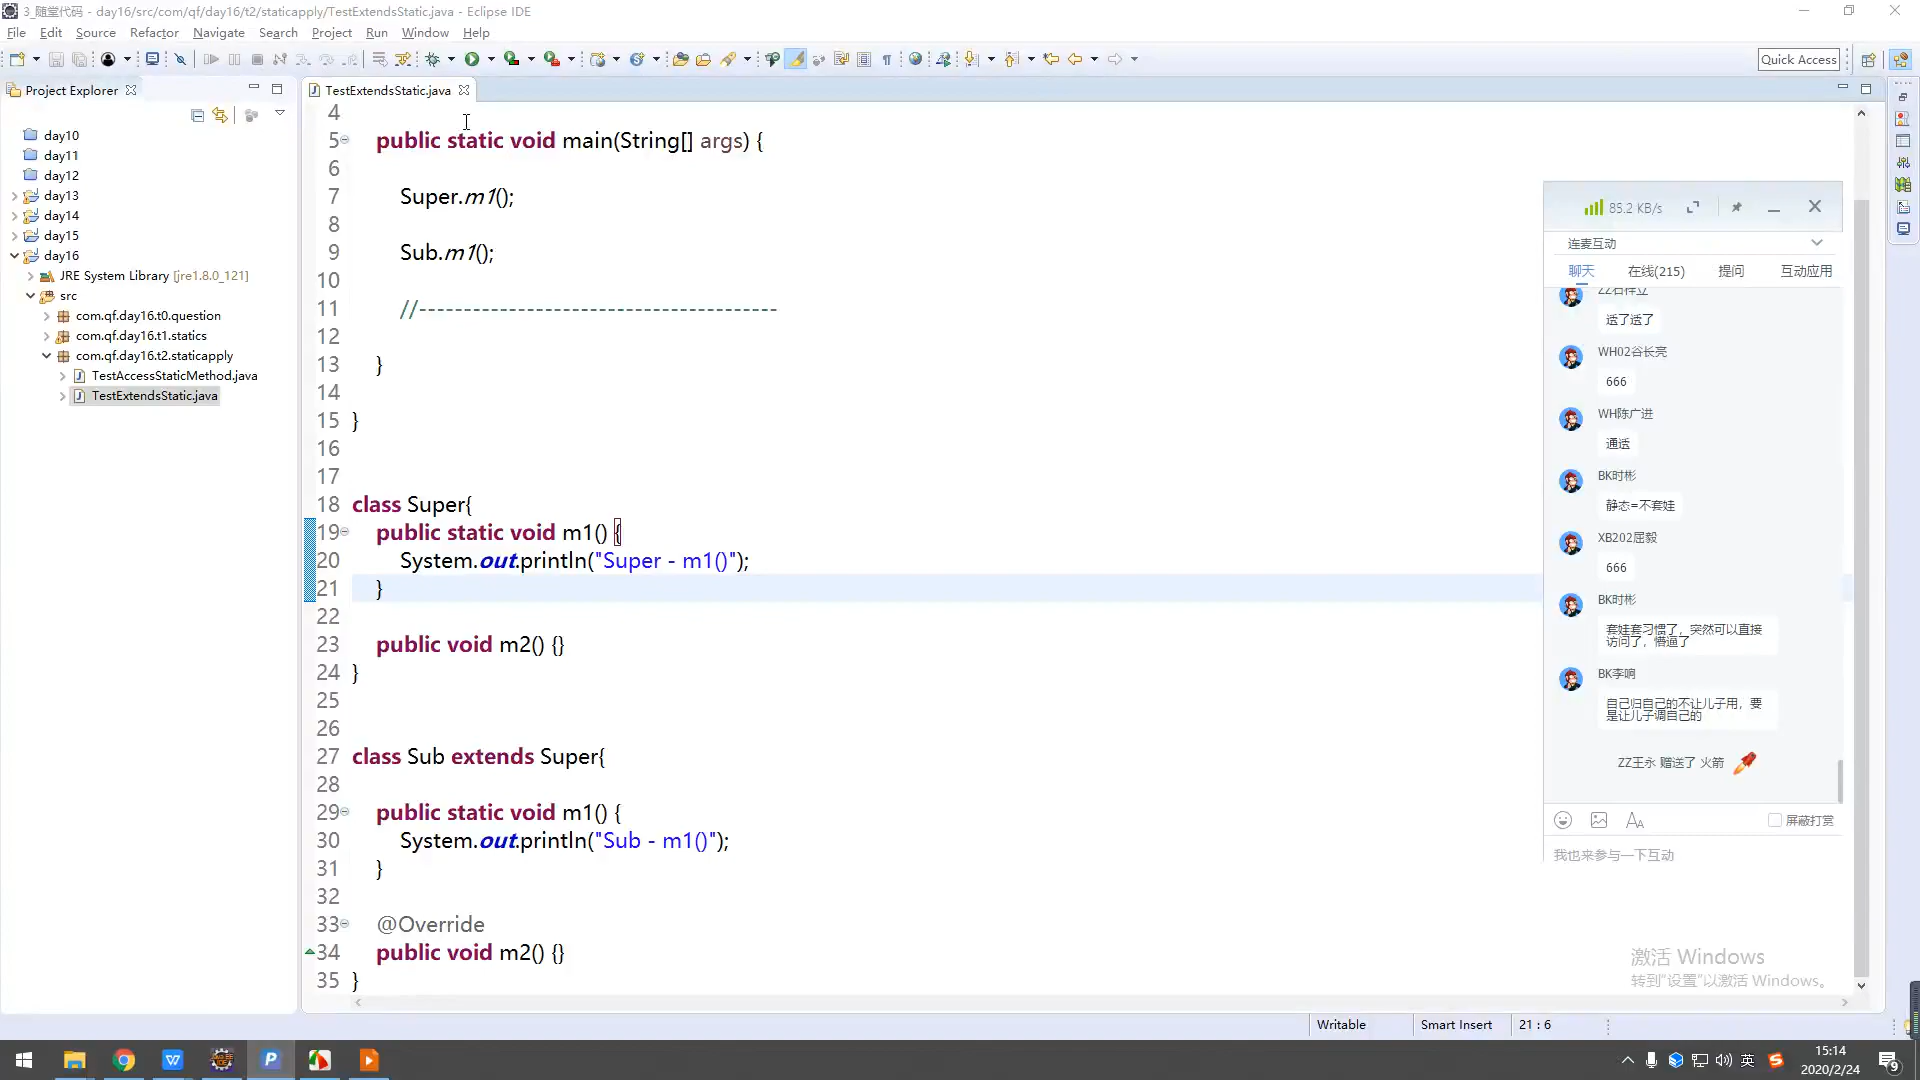 3_随堂代码 - day16/src/com/qf/day16/t2/staticapply/TestExtendsStatic.java - Eclipse IDE
File Edit Source Refactor Navigate Search Project Run Window Help
Quick Access
Project Explorer
day10
day11
day12
day13
day14
day15
day16
JRE System Library [jre1.8.0_121]
src
com.qf.day16.t0.question
com.qf.day16.t1.statics
com.qf.day16.t2.staticapply
TestAccessStaticMethod.java
TestExtendsStatic.java
TestExtendsStatic.java
4
5 public static void main(String[] args) {
6
7 Super.m1();
8
9 Sub.m1();
10
11 //----------------------------------------
12
13 }
14
15 }
16
17
18 class Super{
19 public static void m1() {
20 System.out.println("Super - m1()");
21 }
22
23 public void m2() {}
24 }
25
26
27 class Sub extends Super{
28
29 public static void m1() {
30 System.out.println("Sub - m1()");
31 }
32
33 @Override
34 public void m2() {}
35 }
85.2 KB/s
连麦互动
聊天 在线(215) 提问 互动应用
ZZ石祥立
透了透了
WH02谷长亮
666
WH陈广进
通透
BK时彬
静态=不套娃
XB202屈毅
666
BK时彬
套娃套习惯了，突然可以直接
访问了，懵逼了
BK李响
自己归自己的不让儿子用，要
是让儿子调自己的
ZZ王永 赠送了 火箭
屏蔽打赏
我也来参与一下互动
激活 Windows
转到"设置"以激活 Windows。
Writable Smart Insert 21 : 6
英
15:14
2020/2/24
9